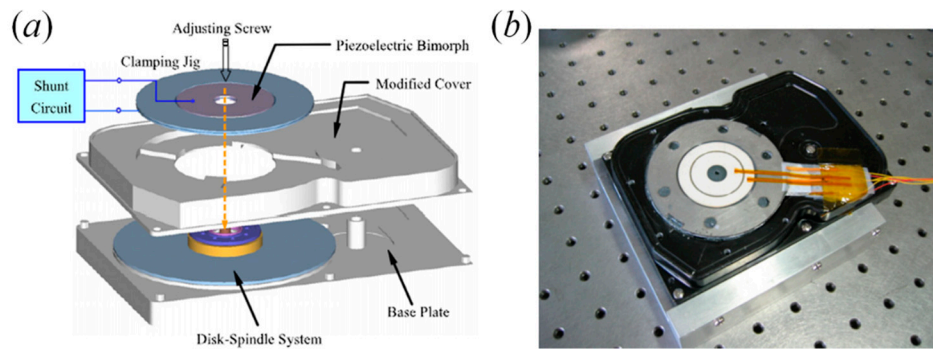 (a)
Adjusting Screw
Piezoelectric Bimorph
Clamping Jig
Modified Cover
Shunt
Circuit
Base Plate
Disk-Spindle System
(b)